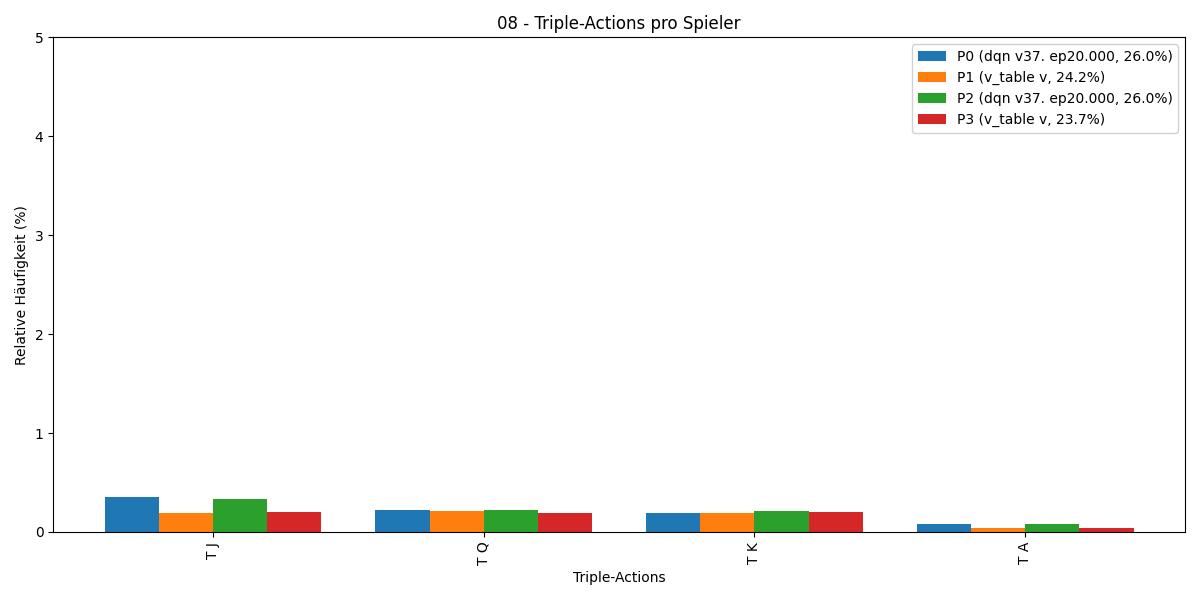 08 - Triple-Actions pro Spieler
P0 (dqn v37. ep20.000, 26.0%)
P1 (v_table v, 24.2%)
P2 (dqn v37. ep20.000, 26.0%)
P3 (v_table v, 23.7%)
Relative Häufigkeit (%)
5
4
3
2
1
0
T J
T Q
T K
T A
Triple-Actions